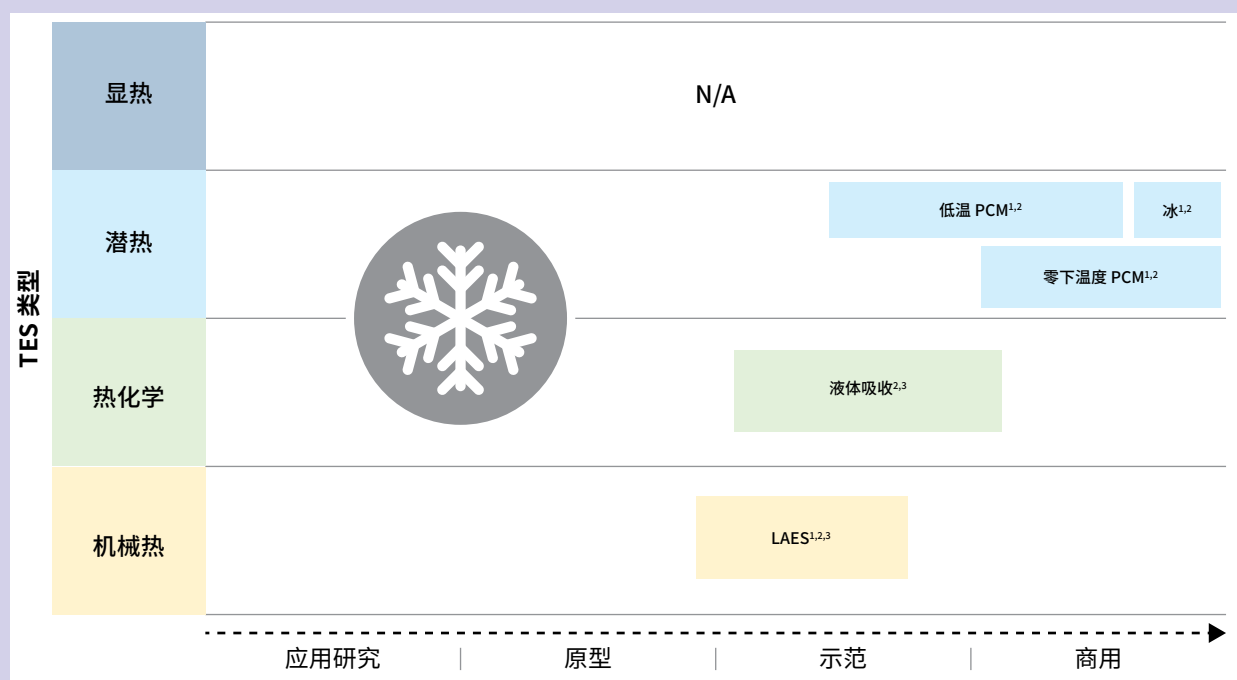 TES 类型
显热
N/A
潜热
低温 PCM1,2
冰1,2
零下温度 PCM1,2
热化学
液体吸收2,3
机械热
LAES1,2,3
应用研究 | 原型 | 示范 | 商用